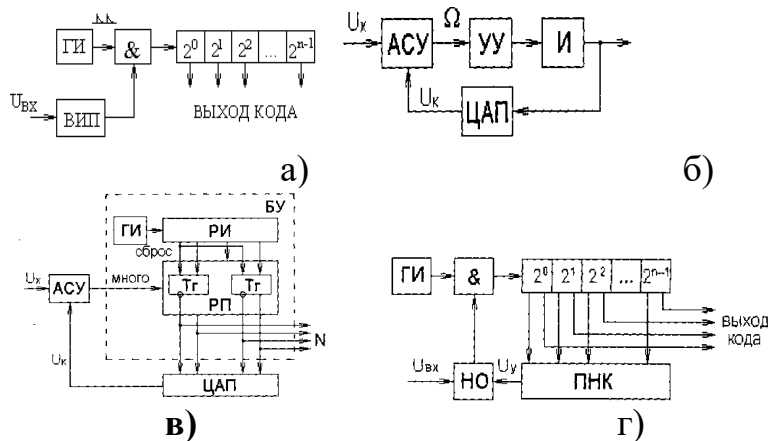 ГИ & 2⁰ 2¹ 2² ... 2ⁿ⁻¹
U_ВХ ВИП ВЫХОД КОДА
а)
U_x АСУ Ω УУ И
U_к ЦАП
б)
БУ
ГИ РИ
сброс
U_x АСУ много Тг Тг
РП
N
U_к ЦАП
в)
ГИ & 2⁰ 2¹ 2² ... 2ⁿ⁻¹
выход
кода
U_вх НО U_у ПНК
г)